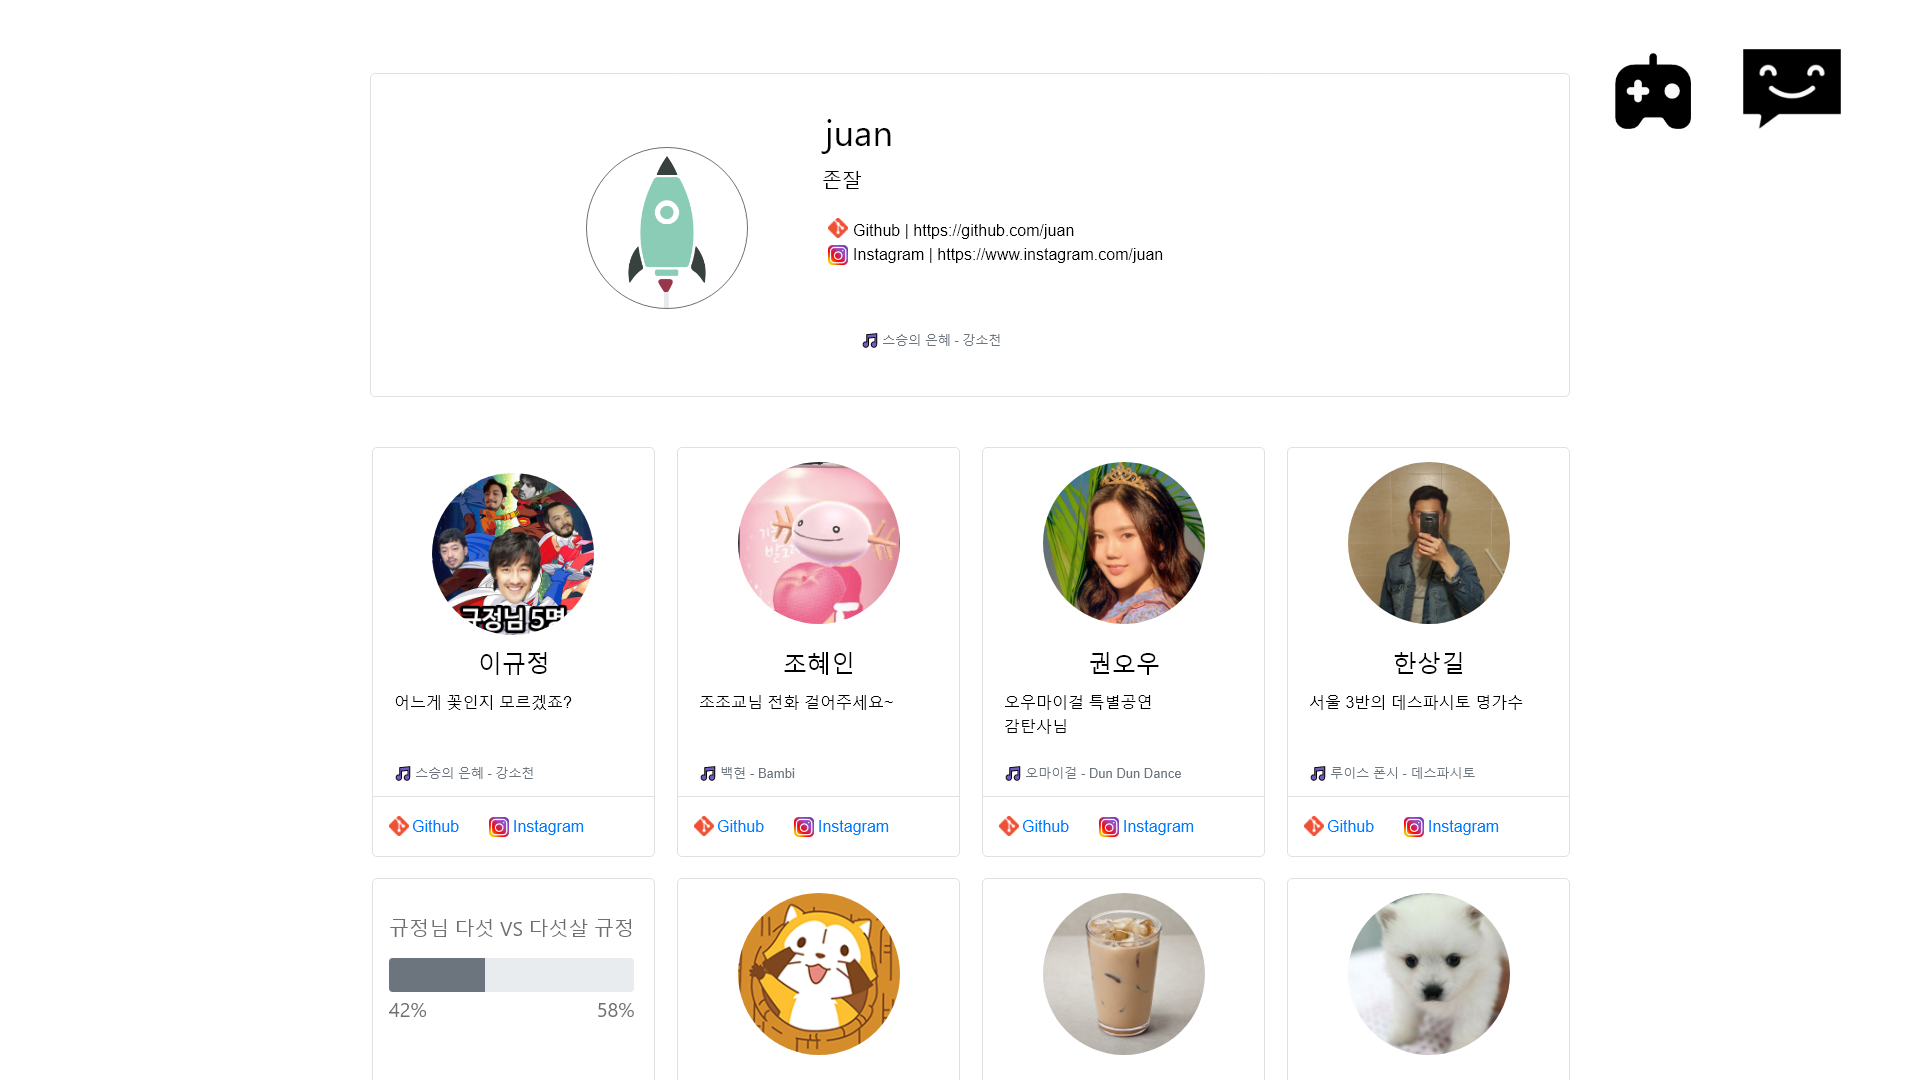 juan
존잘
Github | https://github.com/juan
Instagram | https://www.instagram.com/juan
스승의 은혜 - 강소천
규정님 5명
이규정
어느게 꽃인지 모르겠죠?
스승의 은혜 - 강소천
Github Instagram
조혜인
조조교님 전화 걸어주세요~
백현 - Bambi
Github Instagram
권오우
오우마이걸 특별공연
감탄사님
오마이걸 - Dun Dun Dance
Github Instagram
한상길
서울 3반의 데스파시토 명가수
루이스 폰시 - 데스파시토
Github Instagram
규정님 다섯 VS 다섯살 규정
42% 58%